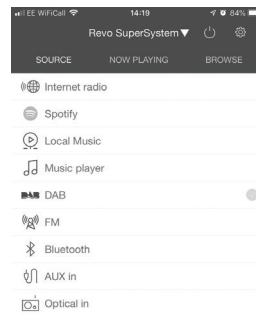 EE WiFiCall 14:19 84%
Revo SuperSystem▼
SOURCE NOW PLAYING BROWSE
Internet radio
Spotify
Local Music
Music player
DAB DAB
FM
Bluetooth
AUX in
Optical in